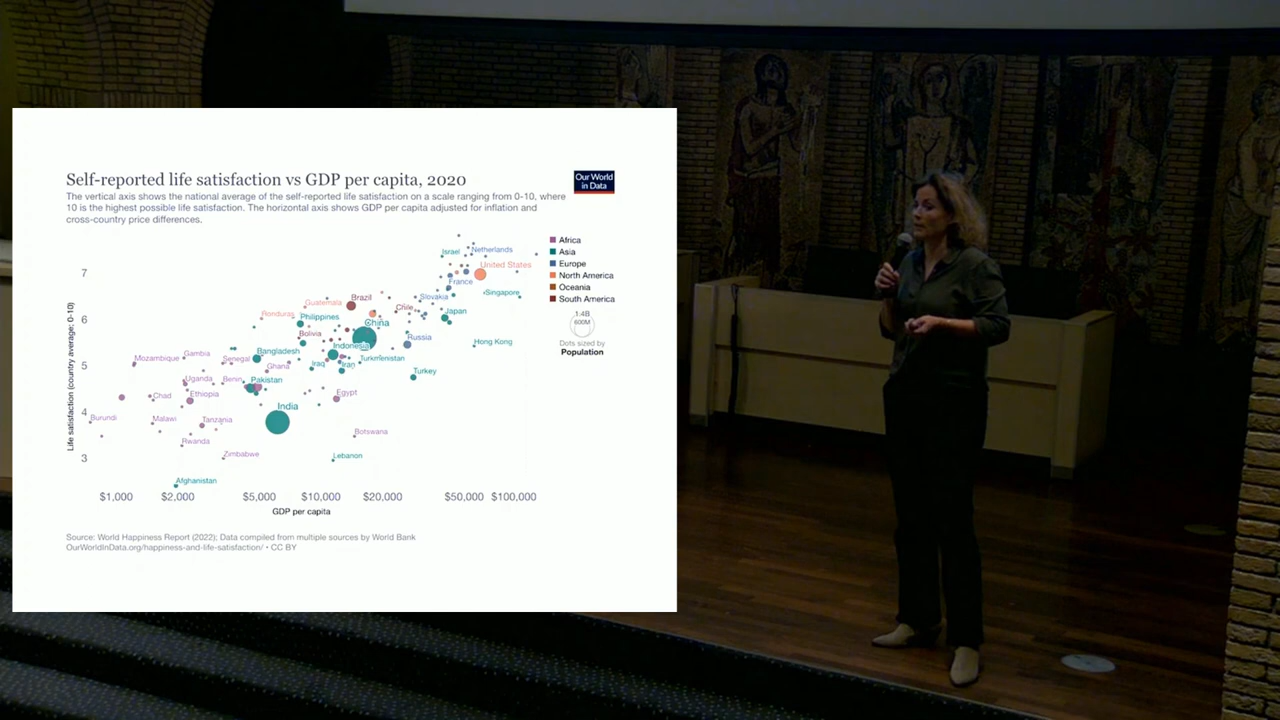 Self-reported life satisfaction vs GDP per capita, 2020
Our World
in Data
The vertical axis shows the national average of the self-reported life satisfaction on a scale ranging from 0-10, where
10 is the highest possible life satisfaction. The horizontal axis shows GDP per capita adjusted for inflation and
cross-country price differences.
Life satisfaction (country average; 0-10)
7
6
5
4
3
Israel
Netherlands
United States
France
Singapore
Slovakia
Brazil
Guatemala
Chile
Honduras
Philippines
China
Japan
Bolivia
Russia
Hong Kong
Indonesia
Bangladesh
Mozambique
Gambia
Senegal
Ghana
Iraq
Iran
Turkmenistan
Turkey
Uganda
Benin
Pakistan
Chad
Ethiopia
Egypt
India
Burundi
Malawi
Tanzania
Botswana
Rwanda
Zimbabwe
Lebanon
Afghanistan
$1,000
$2,000
$5,000
$10,000
$20,000
$50,000
$100,000
GDP per capita
Africa
Asia
Europe
North America
Oceania
South America
1.4B
600M
Dots sized by
Population
Source: World Happiness Report (2022); Data compiled from multiple sources by World Bank
OurWorldInData.org/happiness-and-life-satisfaction/ • CC BY